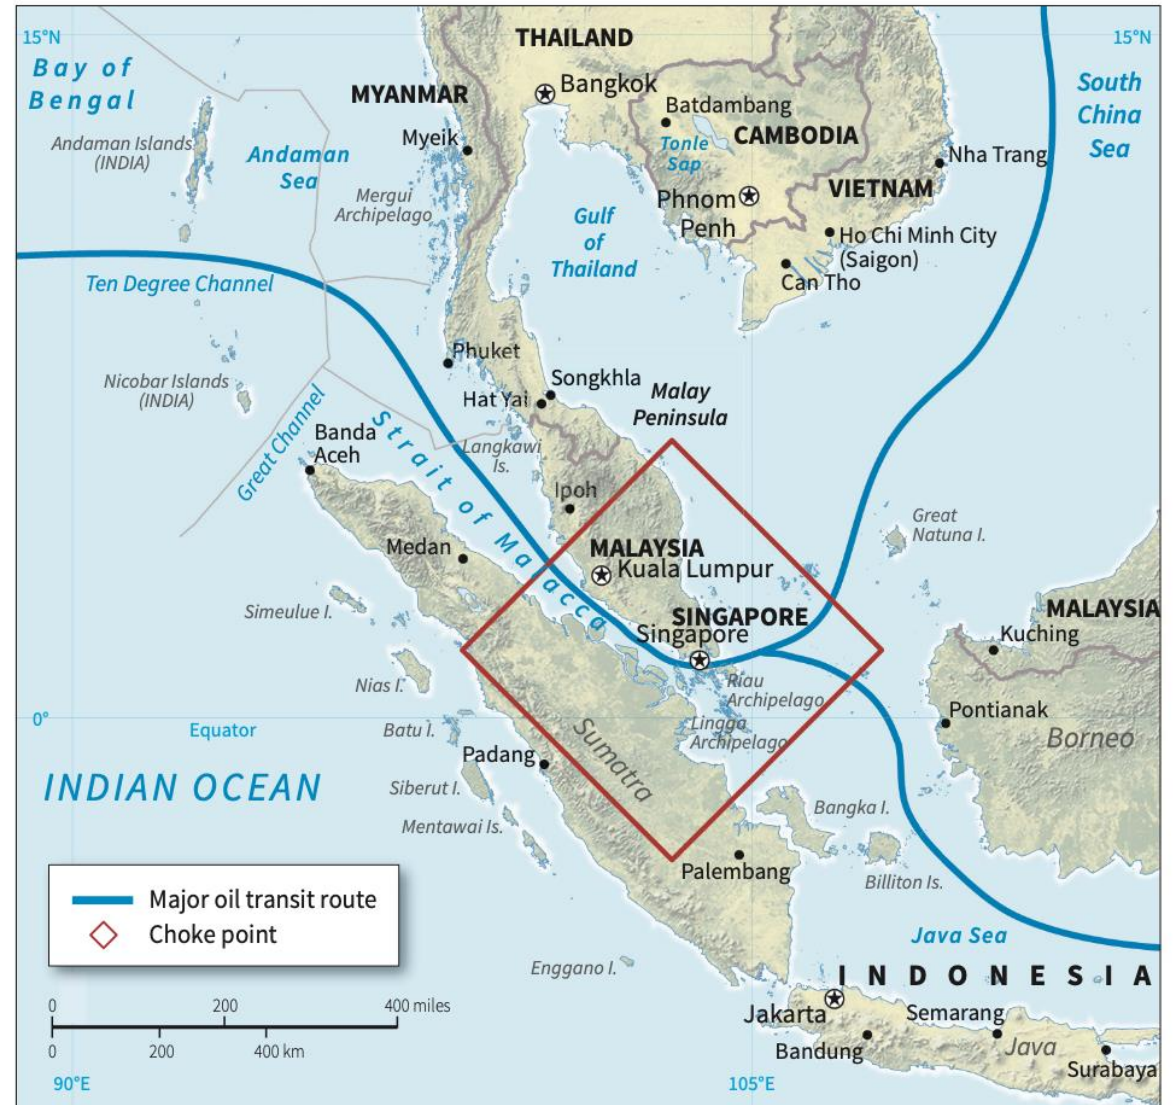 15°N
15°N
THAILAND
Bay of
Bengal
Bangkok
South
China
Sea
MYANMAR
Batdambang
Andaman Islands
(INDIA)
Myeik
Andaman
Sea
Tonle
Sap
CAMBODIA
Nha Trang
Mergui
Archipelago
VIETNAM
Phnom
Penh
Gulf
of
Thailand
Ho Chi Minh City
(Saigon)
Can Tho
Ten Degree Channel
Phuket
Nicobar Islands
(INDIA)
Songkhla
Hat Yai
Malay
Peninsula
Great Channel
Banda
Aceh
Strait of Malacca
Langkawi
Is.
Ipoh
Great
Natuna I.
Medan
MALAYSIA
Kuala Lumpur
Simeulue I.
SINGAPORE
Singapore
MALAYSIA
Kuching
Nias I.
Riau
Archipelago
Equator
0°
Batu I.
Lingga
Archipelago
Pontianak
Borneo
Sumatra
Padang
INDIAN OCEAN
Siberut I.
Mentawai Is.
Bangka I.
Palembang
Billiton Is.
Major oil transit route
Choke point
Java Sea
Enggano I.
INDONESIA
0 200 400 miles
0 200 400 km
Jakarta
Semarang
Bandung
Java
Surabaya
90°E
105°E